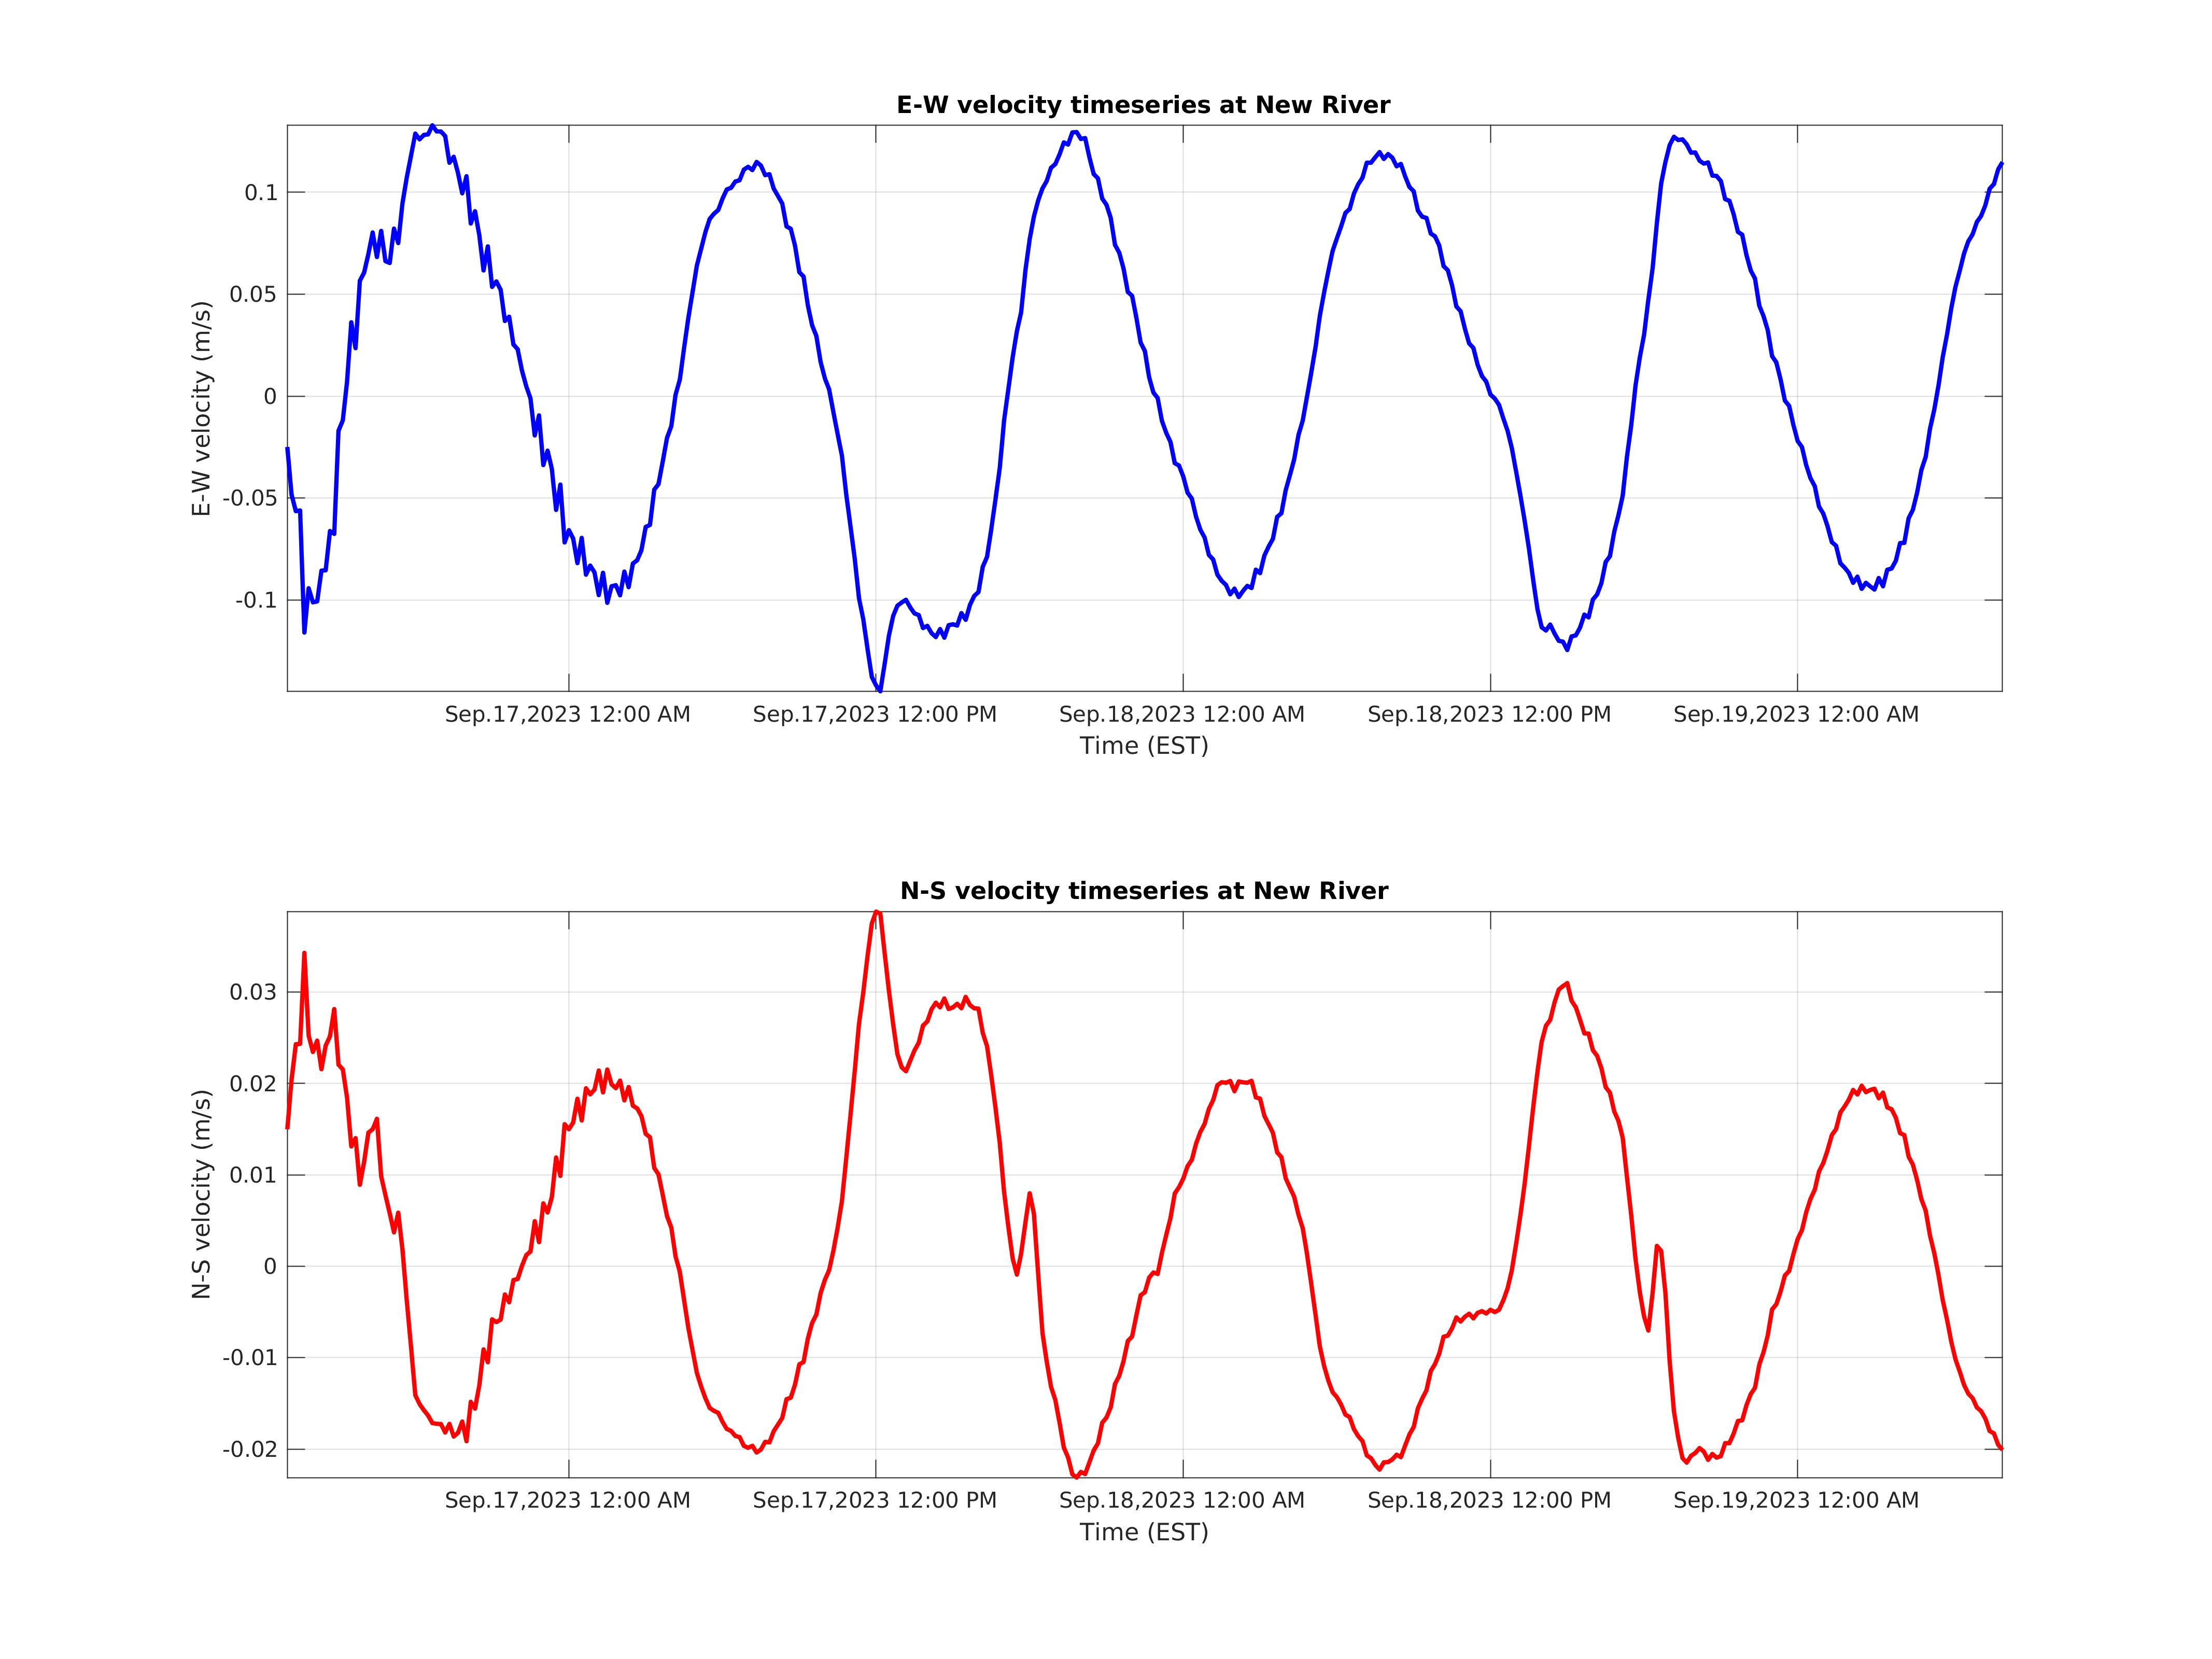 E-W velocity timeseries at New River
E-W velocity (m/s)
0.1
0.05
0
-0.05
-0.1
Sep.17,2023 12:00 AM
Sep.17,2023 12:00 PM
Sep.18,2023 12:00 AM
Sep.18,2023 12:00 PM
Sep.19,2023 12:00 AM
Time (EST)
N-S velocity timeseries at New River
N-S velocity (m/s)
0.03
0.02
0.01
0
-0.01
-0.02
Sep.17,2023 12:00 AM
Sep.17,2023 12:00 PM
Sep.18,2023 12:00 AM
Sep.18,2023 12:00 PM
Sep.19,2023 12:00 AM
Time (EST)